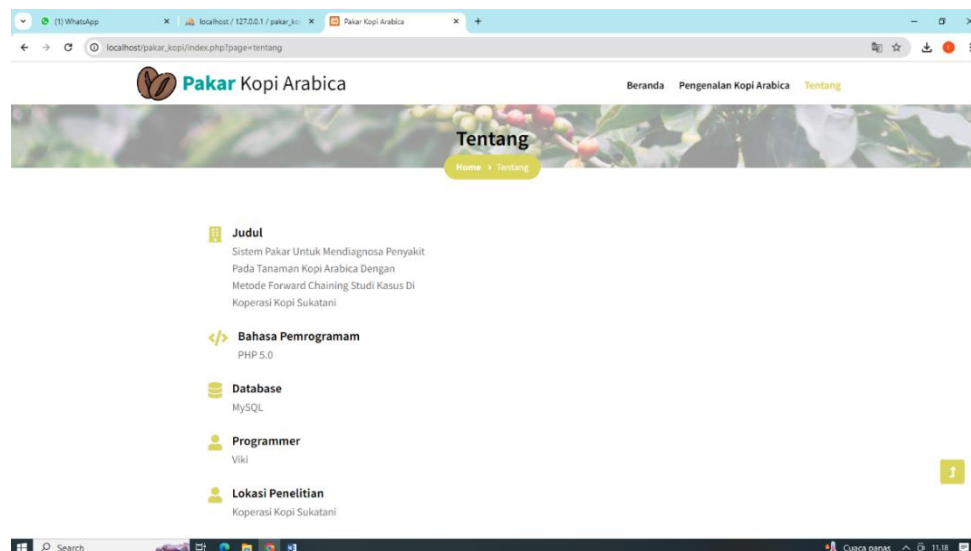 (1) WhatsApp
localhost / 127.0.0.1 / pakar_ko
Pakar Kopi Arabica
localhost/pakar_kopi/index.php?page=tentang
Pakar Kopi Arabica
Beranda Pengenalan Kopi Arabica Tentang
Tentang
Home > Tentang
Judul
Sistem Pakar Untuk Mendiagnosa Penyakit
Pada Tanaman Kopi Arabica Dengan
Metode Forward Chaining Studi Kasus Di
Koperasi Kopi Sukatani
Bahasa Pemrogramam
PHP 5.0
Database
MySQL
Programmer
Viki
Lokasi Penelitian
Koperasi Kopi Sukatani
Search
Cuaca panas
11.18